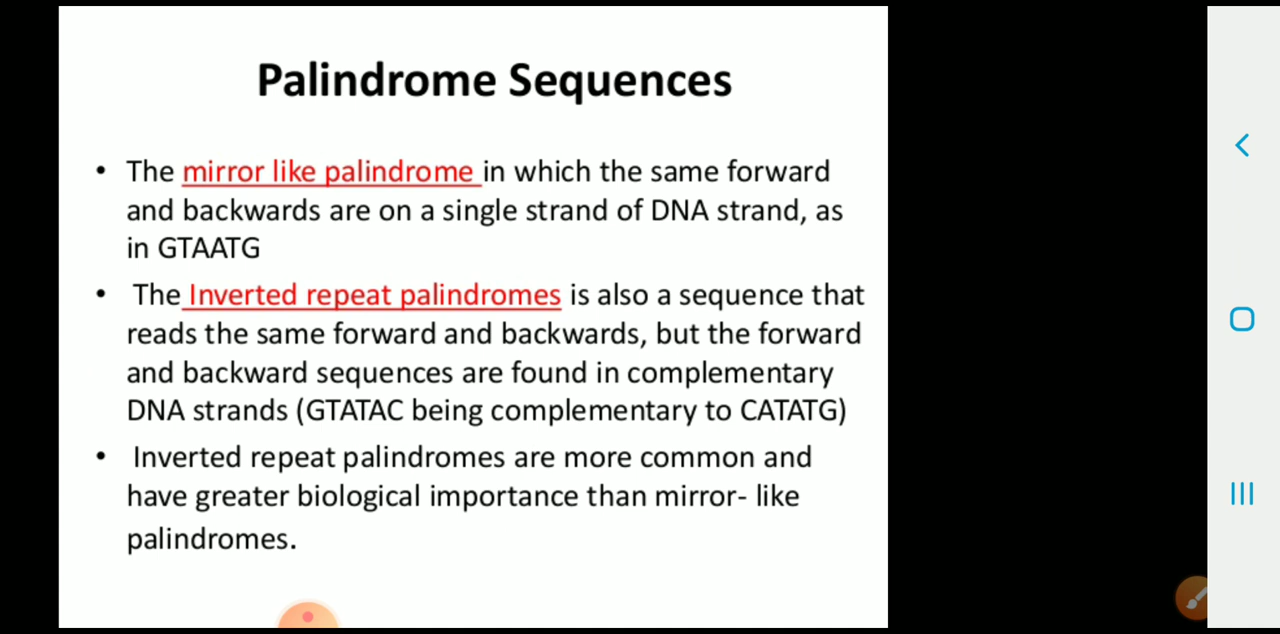 Palindrome Sequences
• The mirror like palindrome in which the same forward
and backwards are on a single strand of DNA strand, as
in GTAATG
• The Inverted repeat palindromes is also a sequence that
reads the same forward and backwards, but the forward
and backward sequences are found in complementary
DNA strands (GTATAC being complementary to CATATG)
• Inverted repeat palindromes are more common and
have greater biological importance than mirror- like
palindromes.